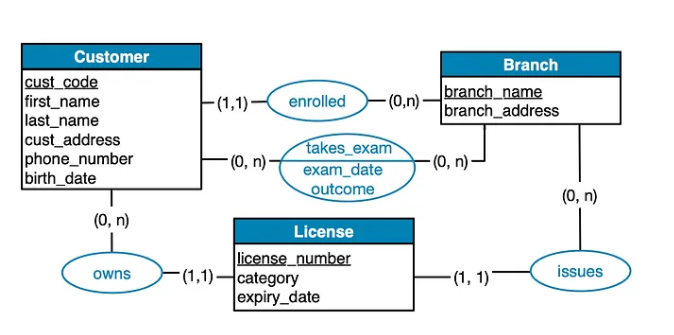 Customer
cust_code
first_name
last_name
cust_address
phone_number
birth_date
(1,1)
enrolled
(0,n)
Branch
branch_name
branch_address
(0, n)
takes_exam
exam_date
outcome
(0, n)
(0, n)
owns
(1,1)
License
license_number
category
expiry_date
(1, 1)
issues
(0, n)